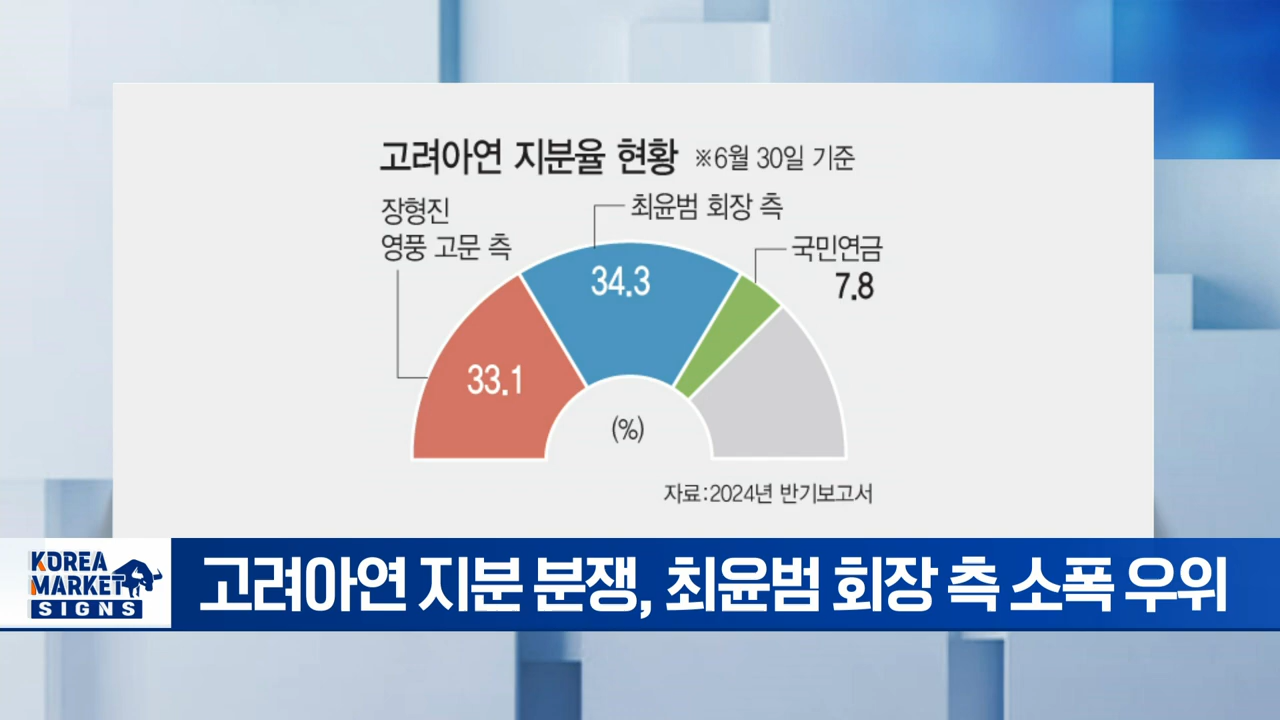 고려아연 지분율 현황 ※6월 30일 기준
장형진
영풍 고문 측
최윤범 회장 측
국민연금
7.8
34.3
33.1
(%)
자료:2024년 반기보고서
KOREA
MARKET
SIGNS
고려아연 지분 분쟁, 최윤범 회장 측 소폭 우위